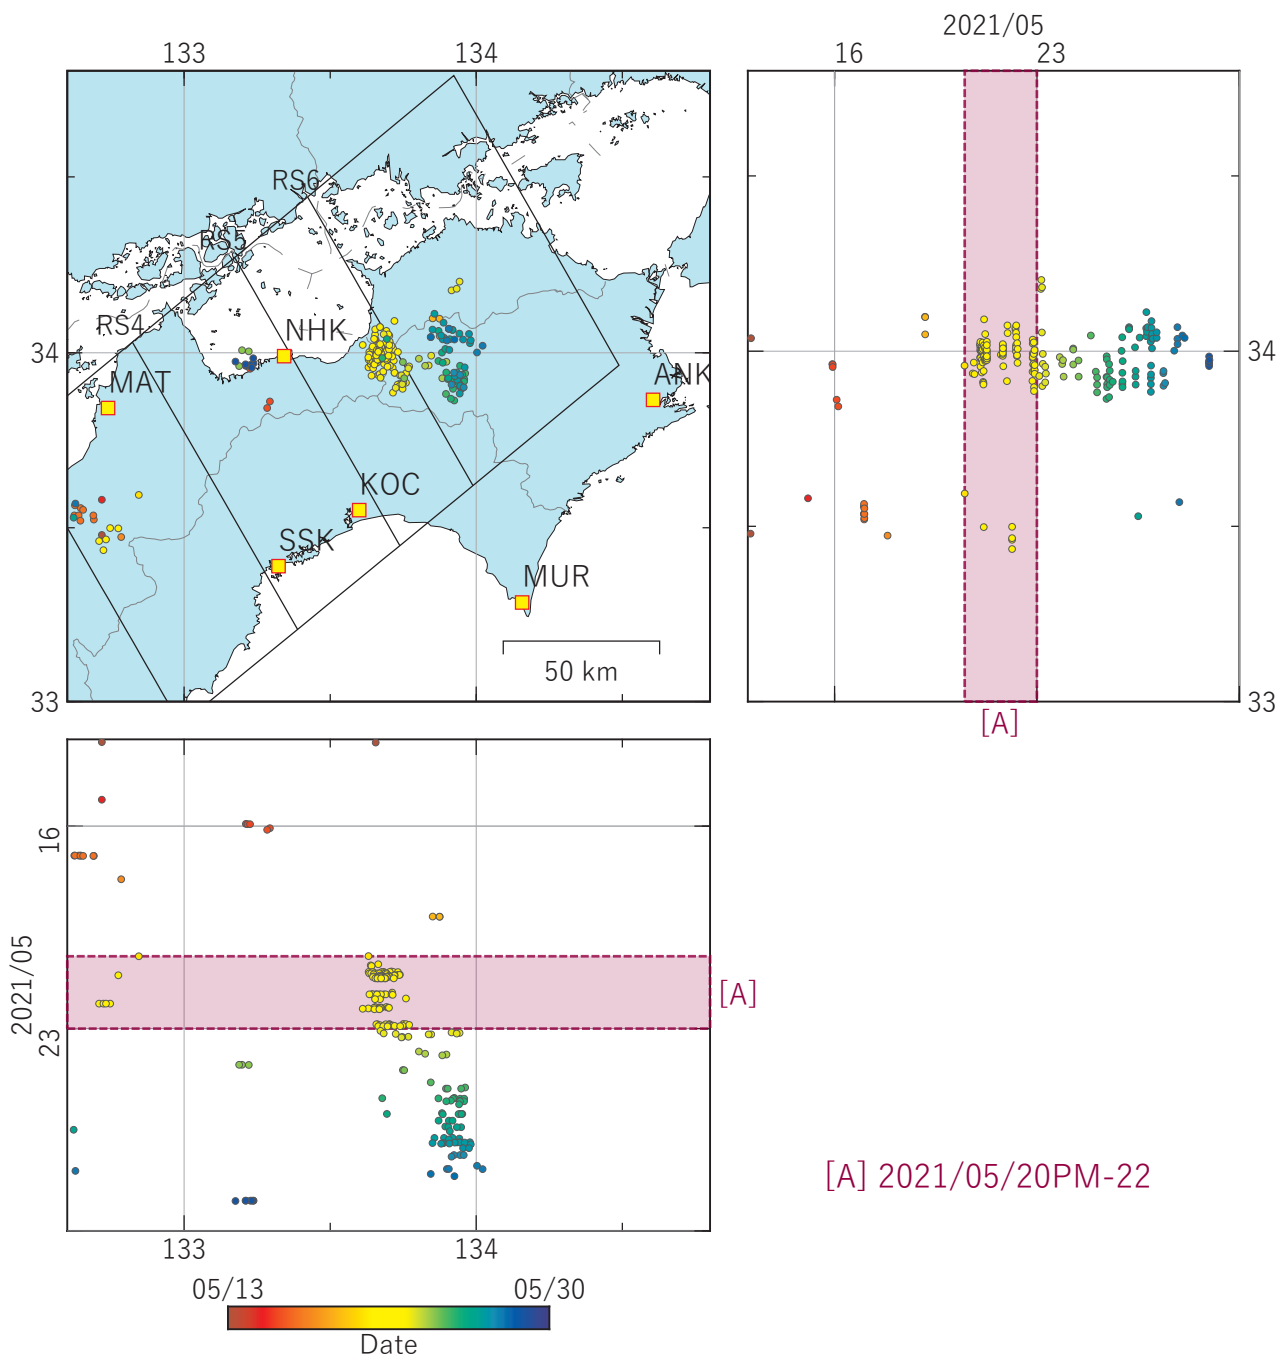 2021/05
133 134
16 23
RS6
RS5
RS4
NHK
34
34
MAT
ANK
KOC
SSK
MUR
50 km
33
33
[A]
16
2021/05
23
[A]
133 134
[A] 2021/05/20PM-22
05/13 05/30
Date